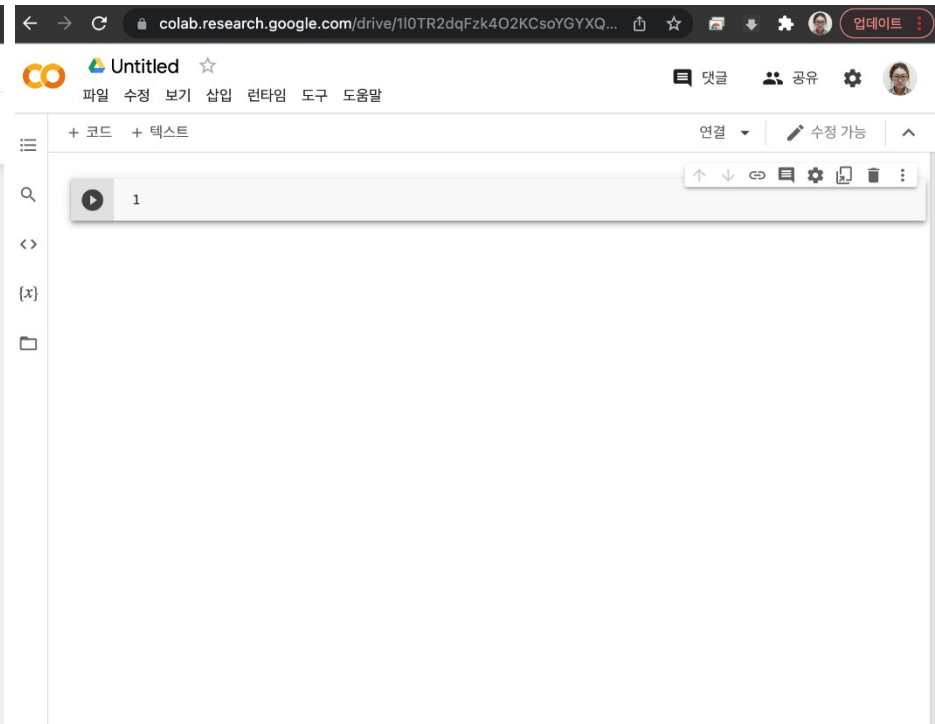 colab.research.google.com/drive/1l0TR2dqFzk4O2KCsoYGYXQ...
업데이트
CO
Untitled
댓글
공유
파일 수정 보기 삽입 런타임 도구 도움말
+ 코드 + 텍스트
연결
수정 가능
1
{x}